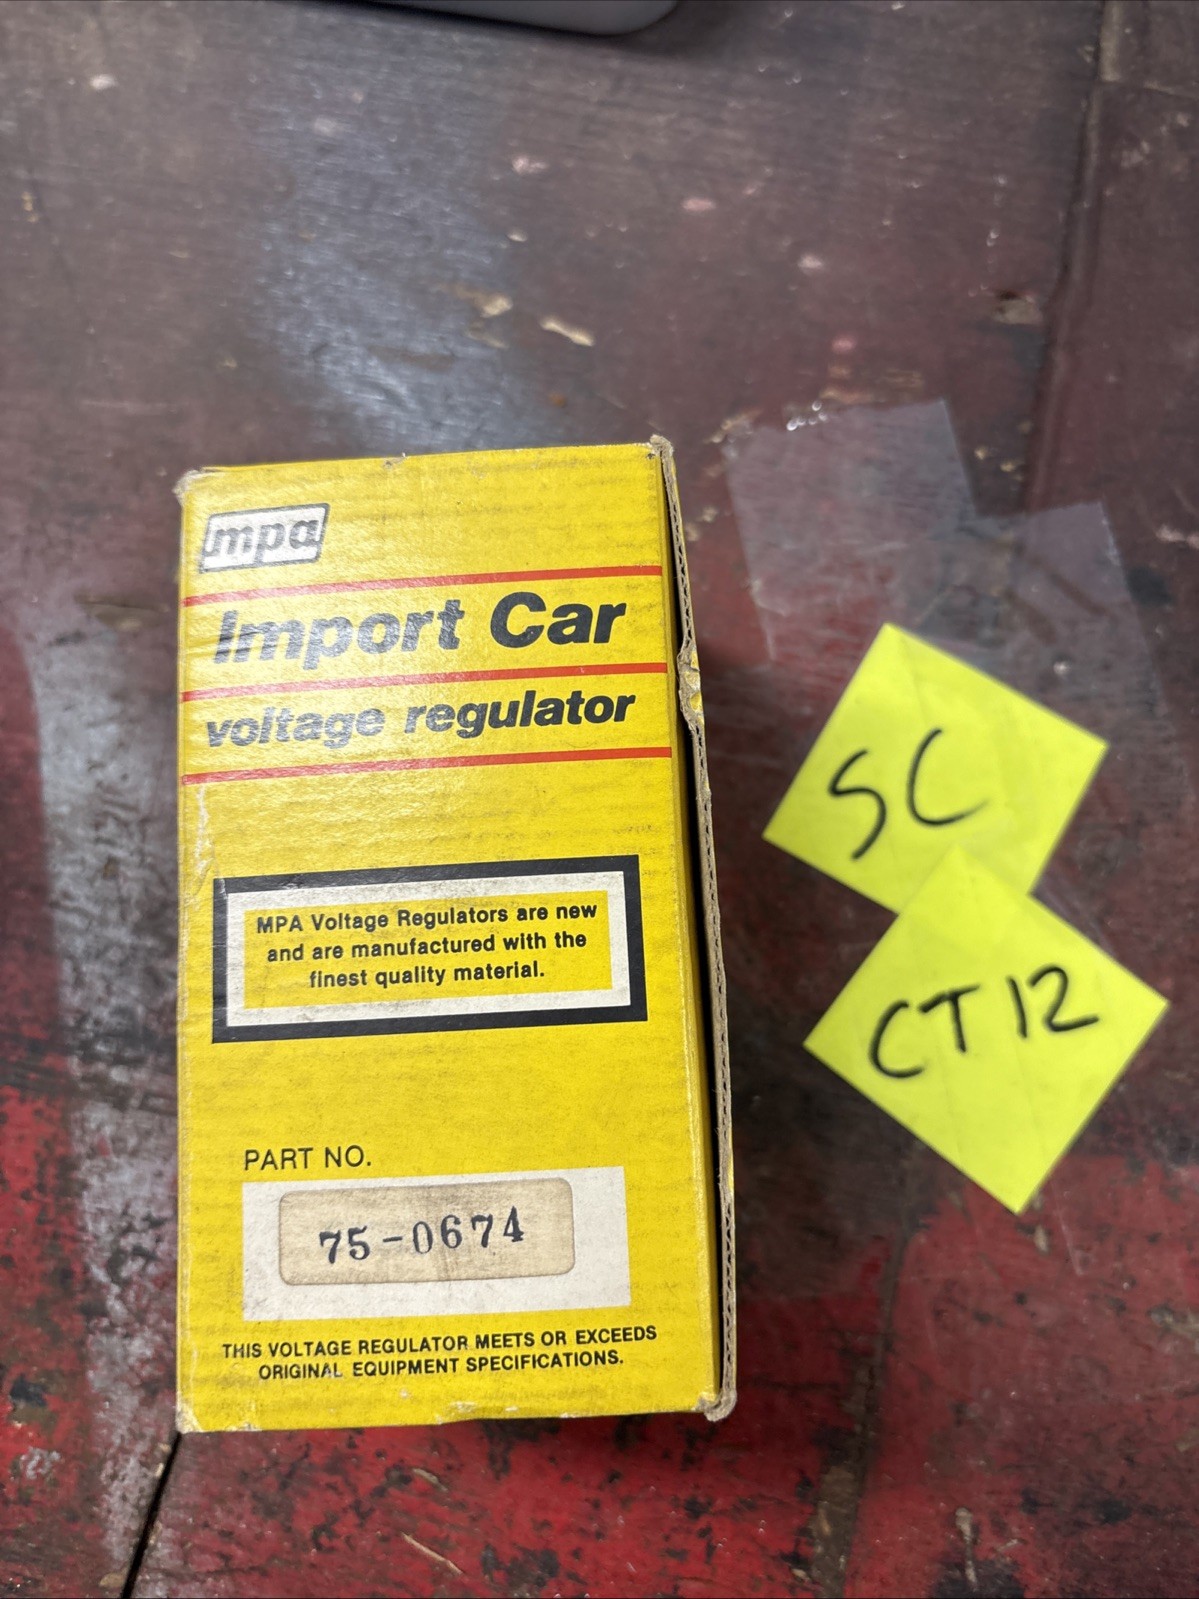 mpa
Import Car
voltage regulator
MPA Voltage Regulators are new
and are manufactured with the
finest quality material.
PART NO.
75-0674
THIS VOLTAGE REGULATOR MEETS OR EXCEEDS
ORIGINAL EQUIPMENT SPECIFICATIONS.
SC
CT12